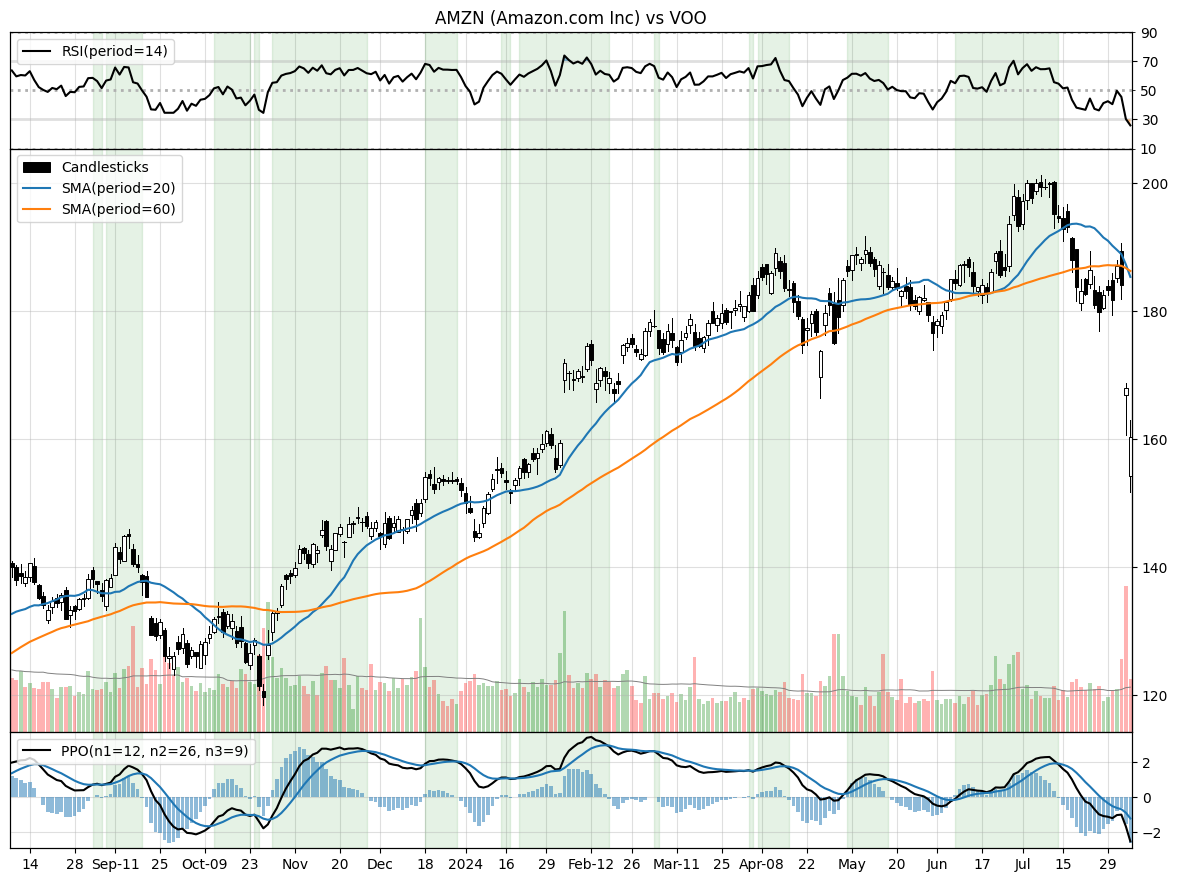 AMZN (Amazon.com Inc) vs VOO
RSI(period=14)
90
70
50
30
10
Candlesticks
SMA(period=20)
SMA(period=60)
200
180
160
140
120
PPO(n1=12, n2=26, n3=9)
2
0
−2
14 28 Sep-11 25 Oct-09 23 Nov 20 Dec 18 2024 16 29 Feb-12 26 Mar-11 25 Apr-08 22 May 20 Jun 17 Jul 15 29